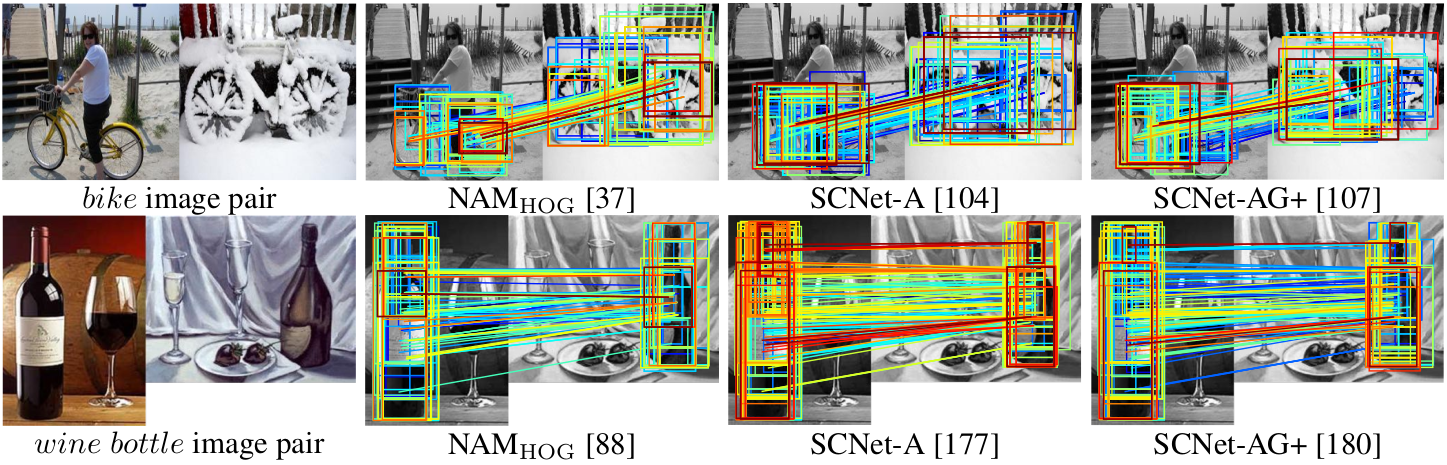 bike image pair
NAM_HOG [37]
SCNet-A [104]
SCNet-AG+ [107]
wine bottle image pair
NAM_HOG [88]
SCNet-A [177]
SCNet-AG+ [180]